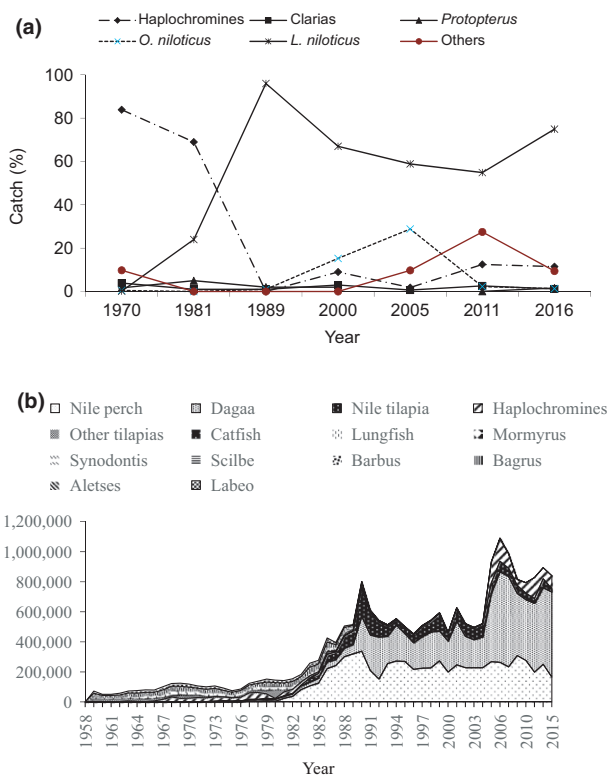 (a)
Haplochromines Clarias Protopterus
O. niloticus L. niloticus Others
100
80
60
40
20
0
Catch (%)
1970 1981 1989 2000 2005 2011 2016
Year
(b)
Nile perch Dagaa Nile tilapia Haplochromines
Other tilapias Catfish Lungfish Mormyrus
Synodontis Scilbe Barbus Bagrus
Aletses Labeo
1,200,000
1,000,000
800,000
600,000
400,000
200,000
0
1958 1961 1964 1967 1970 1973 1976 1979 1982 1985 1988 1991 1994 1997 2000 2003 2006 2009 2012 2015
Year